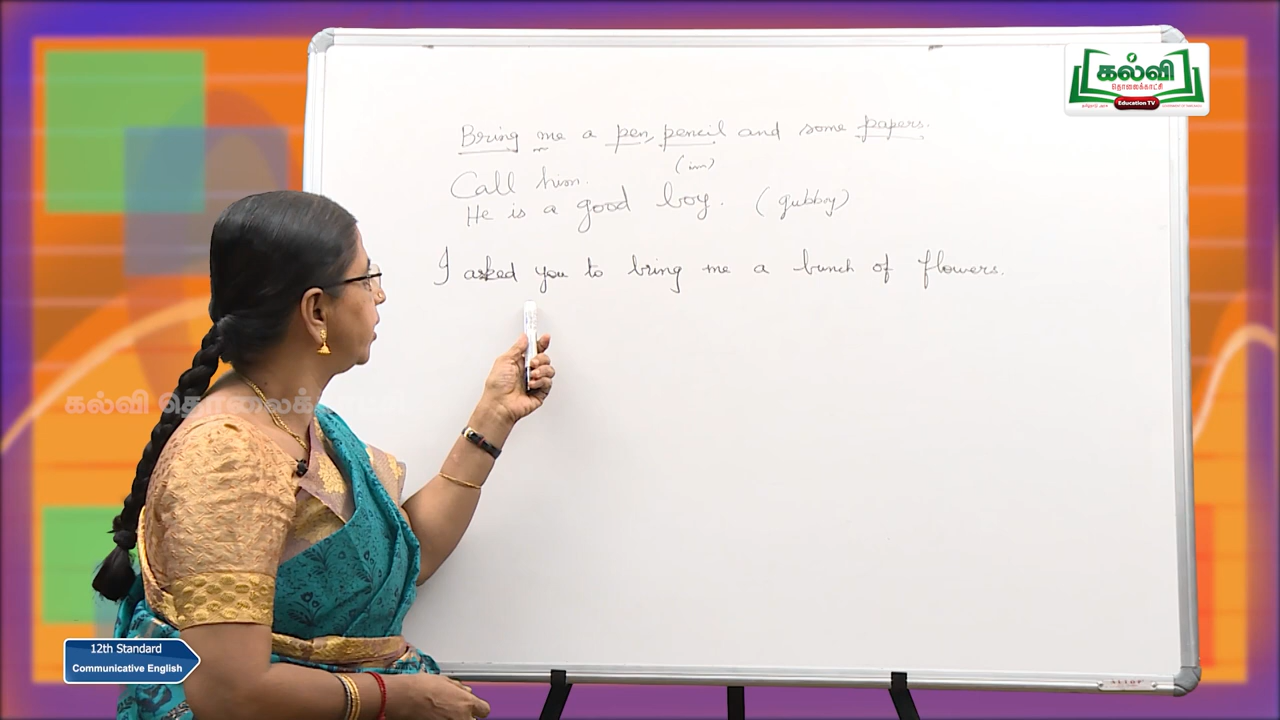 கல்வி
தொலைக்காட்சி
Education TV
Bring me a pen, pencil and some papers.
(im)
Call him.
He is a good boy. (gubboy)
I asked you to bring me a bunch of flowers.
கல்வி தொலைக்காட்சி
12th Standard
Communicative English